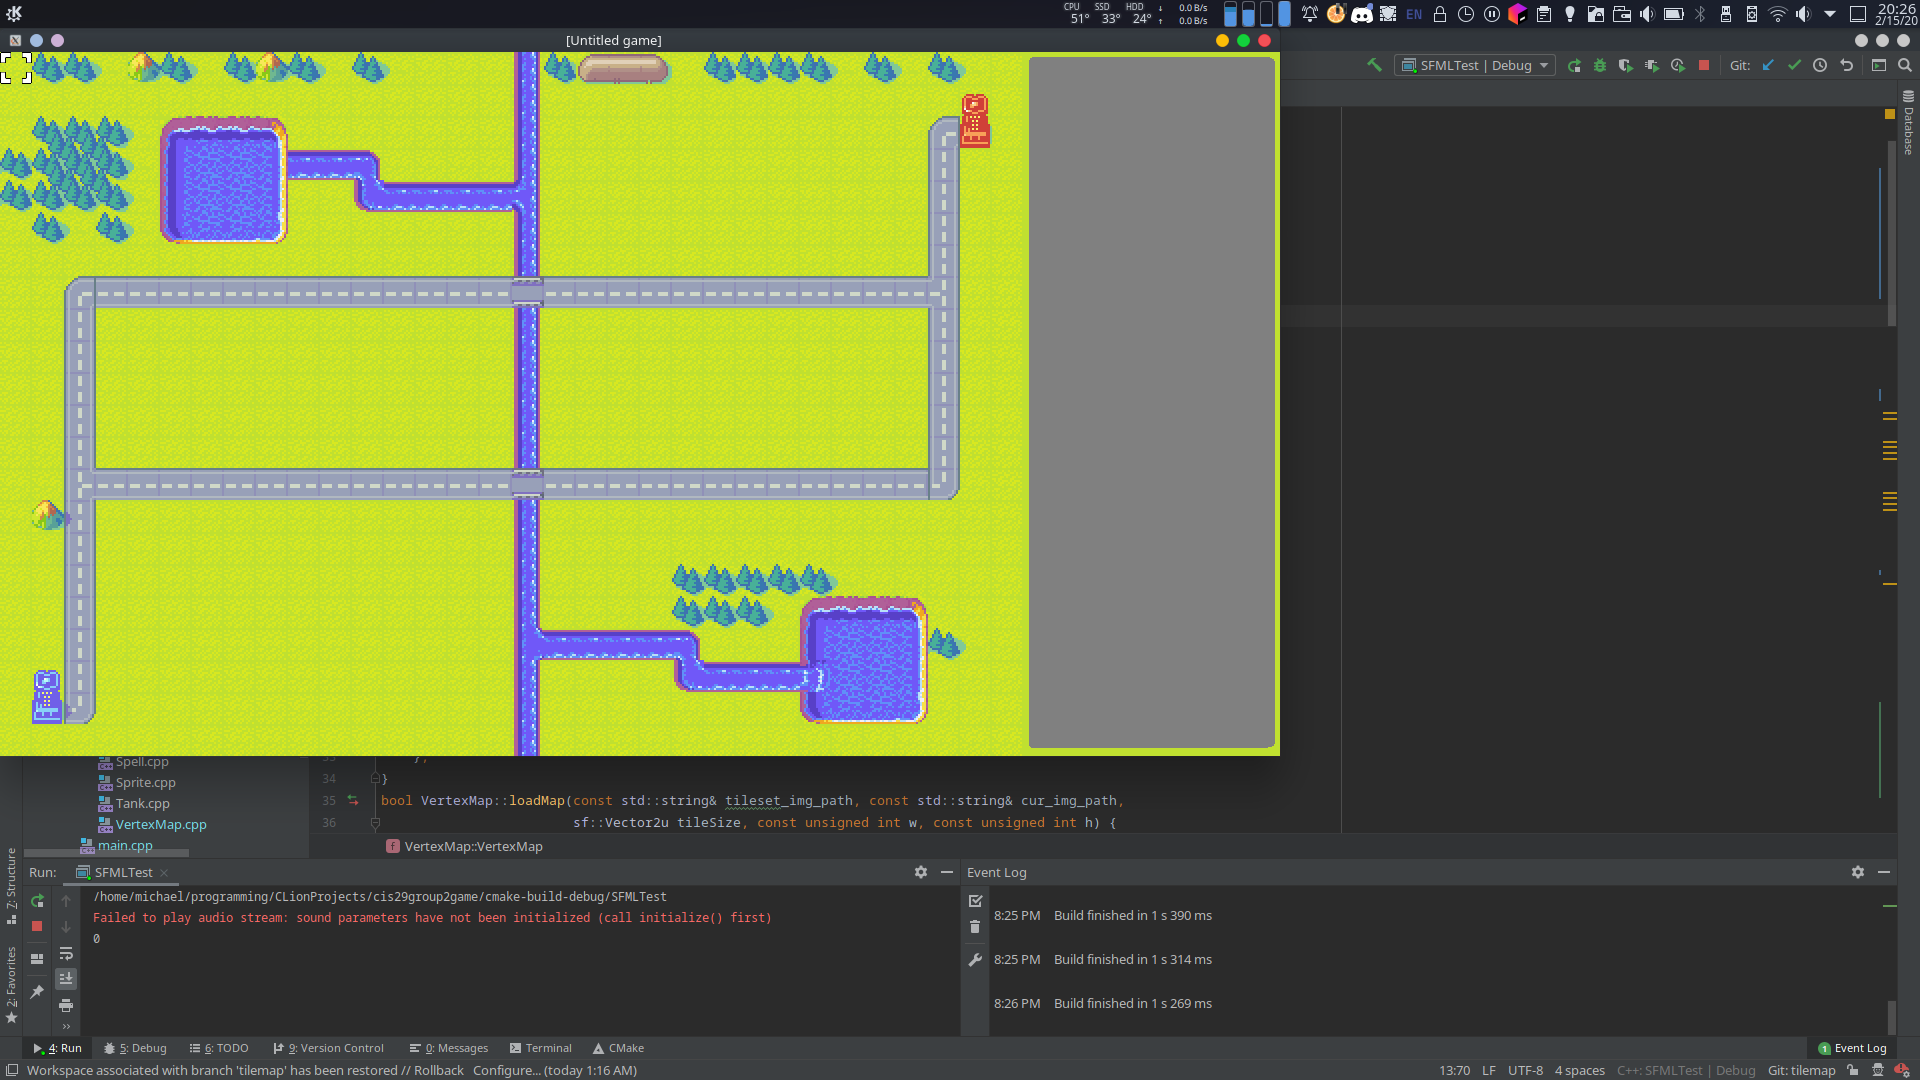 CPU
51°
SSD
33°
HDD
24°
↓ 0.0 B/s
↑ 0.0 B/s
EN
20:26
2/15/20
[Untitled game]
SFMLTest | Debug
Git:
Database
Spell.cpp
Sprite.cpp
Tank.cpp
VertexMap.cpp
main.cpp
34 }
35 bool VertexMap::loadMap(const std::string& tileset_img_path, const std::string& cur_img_path,
36 sf::Vector2u tileSize, const unsigned int w, const unsigned int h) {
f VertexMap::VertexMap
7: Structure
2: Favorites
Run: SFMLTest
/home/michael/programming/CLionProjects/cis29group2game/cmake-build-debug/SFMLTest
Failed to play audio stream: sound parameters have not been initialized (call initialize() first)
0
Event Log
8:25 PM Build finished in 1 s 390 ms
8:25 PM Build finished in 1 s 314 ms
8:26 PM Build finished in 1 s 269 ms
4: Run
5: Debug
6: TODO
9: Version Control
0: Messages
Terminal
CMake
1 Event Log
Workspace associated with branch 'tilemap' has been restored // Rollback Configure... (today 1:16 AM)
13:70 LF UTF-8 4 spaces C++: SFMLTest | Debug Git: tilemap